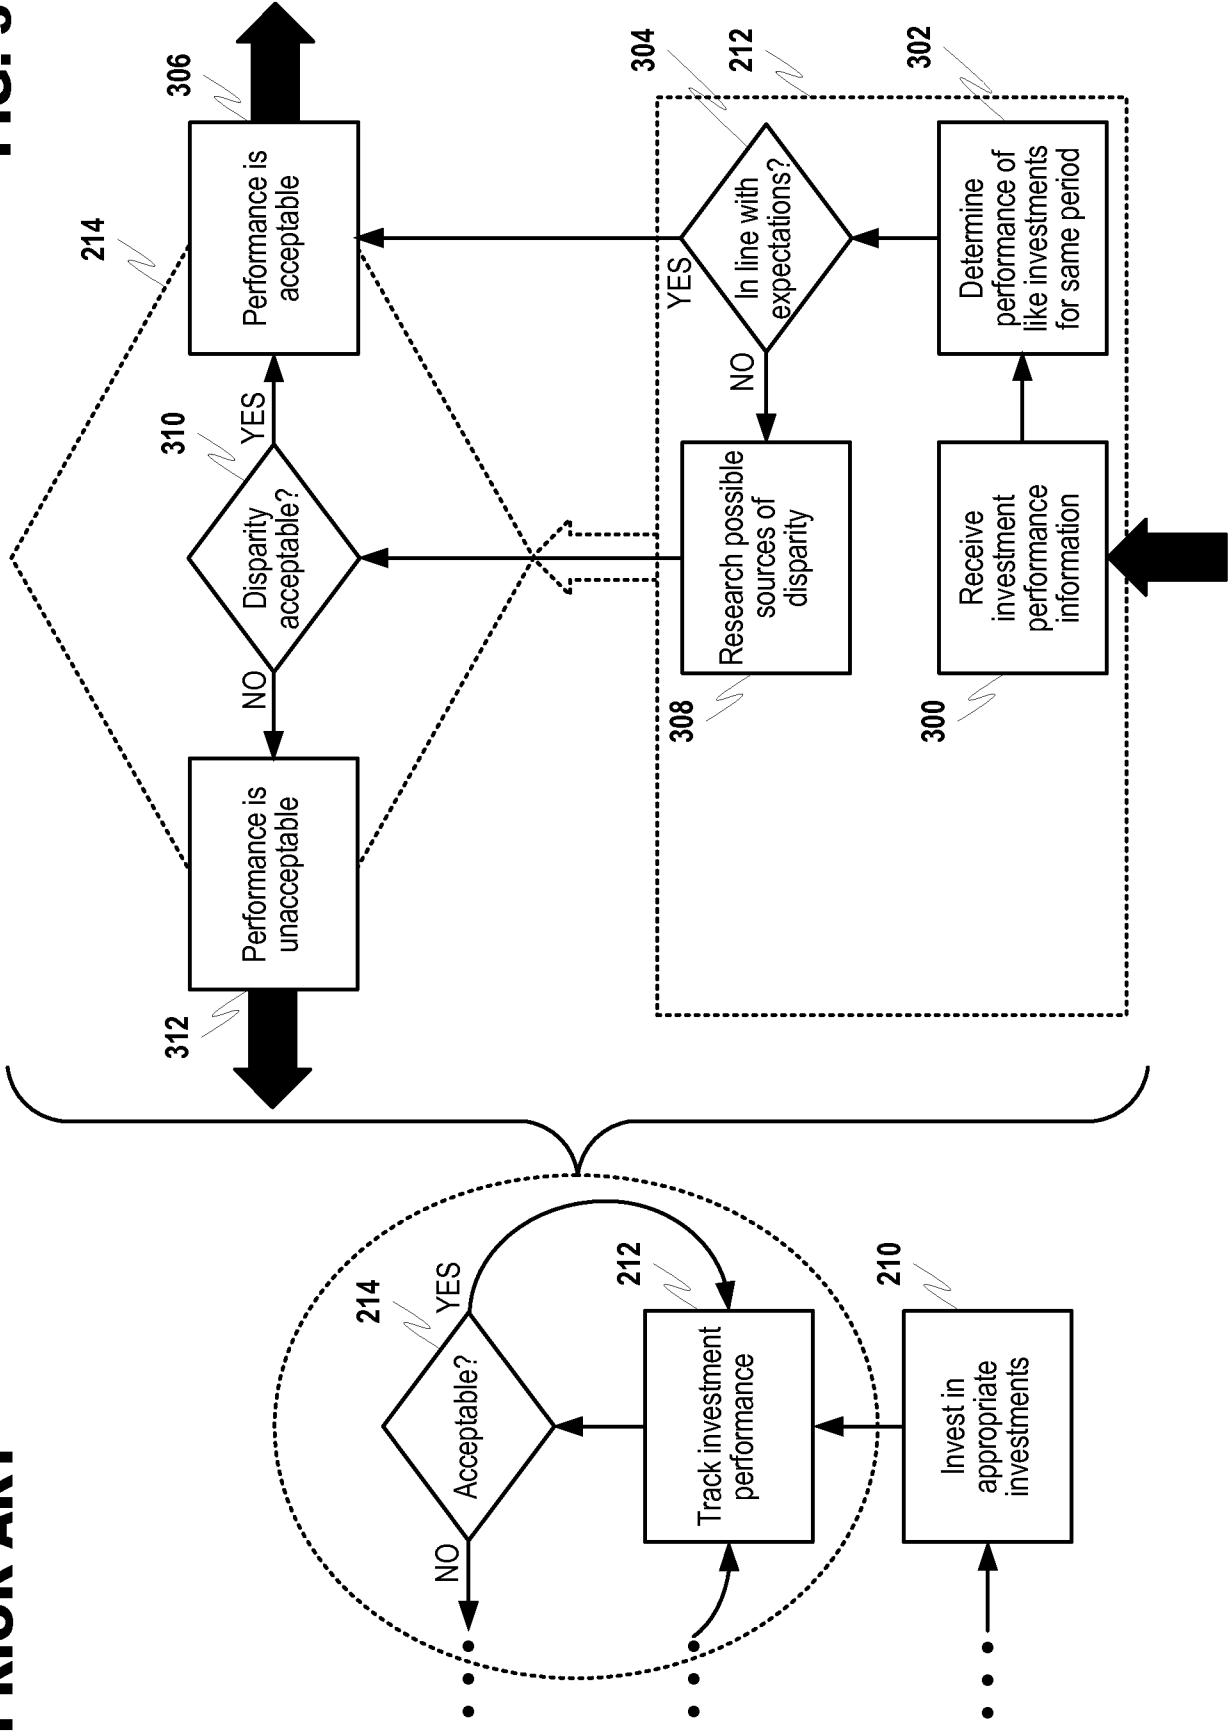 PRIOR ART
FIG.
NO
Acceptable?
YES
214
Track investment
performance
212
Invest in
appropriate
investments
210
214
312
Performance is
unacceptable
NO
Disparity
acceptable?
310
YES
Performance is
acceptable
306
308
Research possible
sources of
disparity
NO
In line with
expectations?
YES
304
212
300
Receive
investment
performance
information
Determine
performance of
like investments
for same period
302